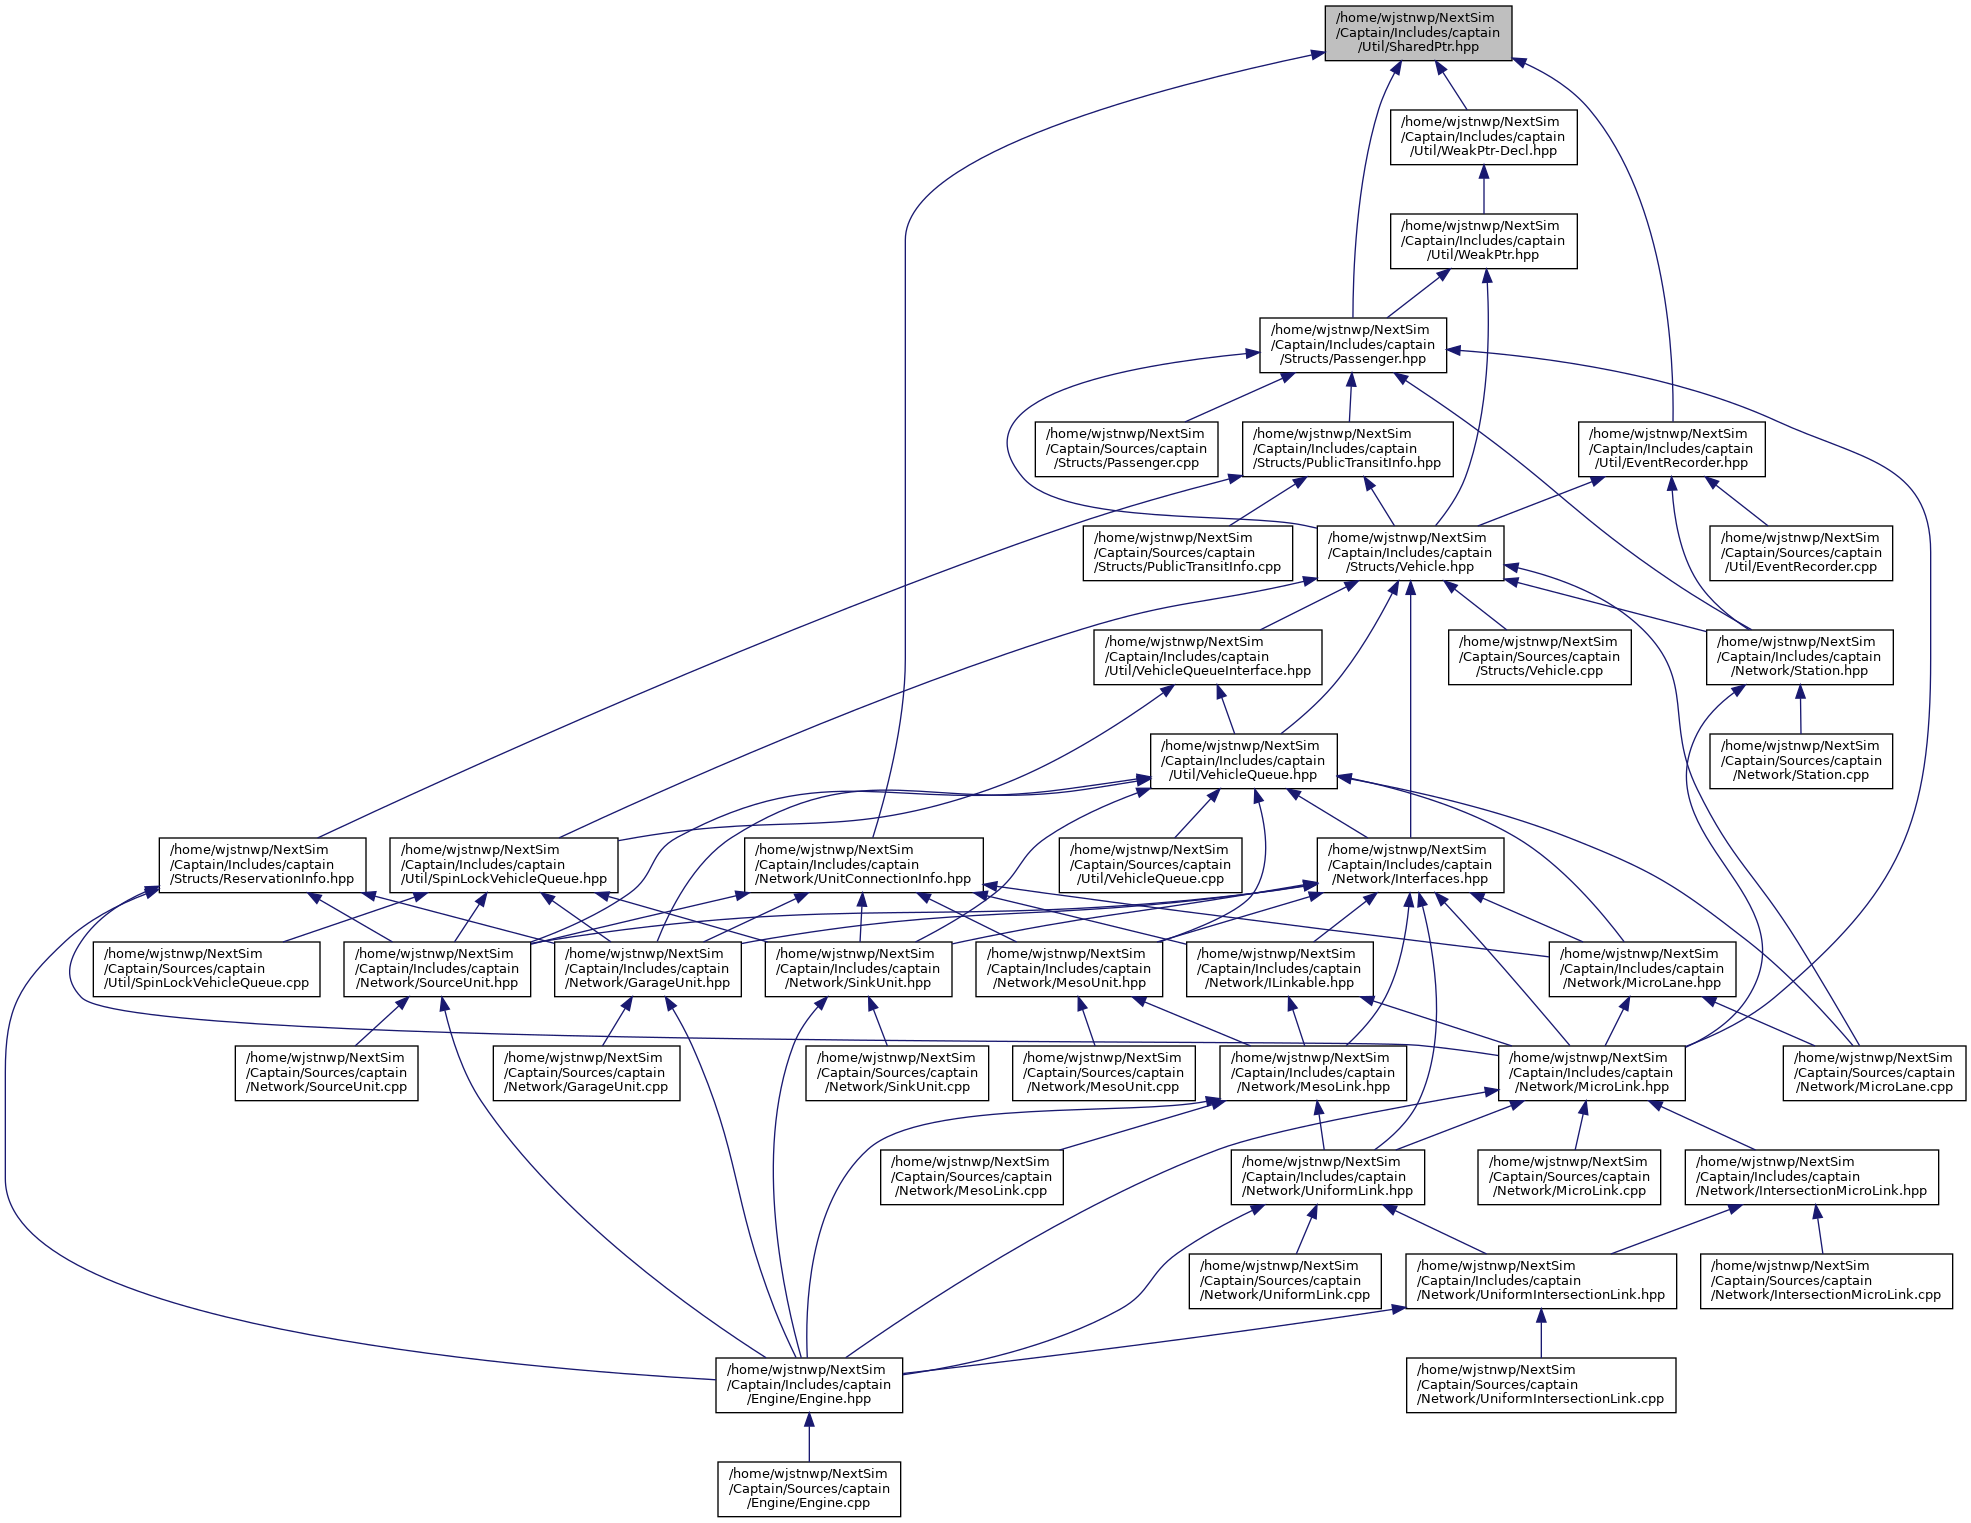 /home/wjstnwp/NextSim
/Captain/Includes/captain
/Util/SharedPtr.hpp
/home/wjstnwp/NextSim
/Captain/Includes/captain
/Util/WeakPtr-Decl.hpp
/home/wjstnwp/NextSim
/Captain/Includes/captain
/Util/WeakPtr.hpp
/home/wjstnwp/NextSim
/Captain/Includes/captain
/Structs/Passenger.hpp
/home/wjstnwp/NextSim
/Captain/Sources/captain
/Structs/Passenger.cpp
/home/wjstnwp/NextSim
/Captain/Includes/captain
/Structs/PublicTransitInfo.hpp
/home/wjstnwp/NextSim
/Captain/Includes/captain
/Util/EventRecorder.hpp
/home/wjstnwp/NextSim
/Captain/Sources/captain
/Structs/PublicTransitInfo.cpp
/home/wjstnwp/NextSim
/Captain/Includes/captain
/Structs/Vehicle.hpp
/home/wjstnwp/NextSim
/Captain/Sources/captain
/Util/EventRecorder.cpp
/home/wjstnwp/NextSim
/Captain/Includes/captain
/Util/VehicleQueueInterface.hpp
/home/wjstnwp/NextSim
/Captain/Sources/captain
/Structs/Vehicle.cpp
/home/wjstnwp/NextSim
/Captain/Includes/captain
/Network/Station.hpp
/home/wjstnwp/NextSim
/Captain/Includes/captain
/Util/VehicleQueue.hpp
/home/wjstnwp/NextSim
/Captain/Sources/captain
/Network/Station.cpp
/home/wjstnwp/NextSim
/Captain/Includes/captain
/Structs/ReservationInfo.hpp
/home/wjstnwp/NextSim
/Captain/Includes/captain
/Util/SpinLockVehicleQueue.hpp
/home/wjstnwp/NextSim
/Captain/Includes/captain
/Network/UnitConnectionInfo.hpp
/home/wjstnwp/NextSim
/Captain/Sources/captain
/Util/VehicleQueue.cpp
/home/wjstnwp/NextSim
/Captain/Includes/captain
/Network/Interfaces.hpp
/home/wjstnwp/NextSim
/Captain/Sources/captain
/Util/SpinLockVehicleQueue.cpp
/home/wjstnwp/NextSim
/Captain/Includes/captain
/Network/SourceUnit.hpp
/home/wjstnwp/NextSim
/Captain/Includes/captain
/Network/GarageUnit.hpp
/home/wjstnwp/NextSim
/Captain/Includes/captain
/Network/SinkUnit.hpp
/home/wjstnwp/NextSim
/Captain/Includes/captain
/Network/MesoUnit.hpp
/home/wjstnwp/NextSim
/Captain/Includes/captain
/Network/ILinkable.hpp
/home/wjstnwp/NextSim
/Captain/Includes/captain
/Network/MicroLane.hpp
/home/wjstnwp/NextSim
/Captain/Sources/captain
/Network/SourceUnit.cpp
/home/wjstnwp/NextSim
/Captain/Sources/captain
/Network/GarageUnit.cpp
/home/wjstnwp/NextSim
/Captain/Sources/captain
/Network/SinkUnit.cpp
/home/wjstnwp/NextSim
/Captain/Sources/captain
/Network/MesoUnit.cpp
/home/wjstnwp/NextSim
/Captain/Includes/captain
/Network/MesoLink.hpp
/home/wjstnwp/NextSim
/Captain/Includes/captain
/Network/MicroLink.hpp
/home/wjstnwp/NextSim
/Captain/Sources/captain
/Network/MicroLane.cpp
/home/wjstnwp/NextSim
/Captain/Sources/captain
/Network/MesoLink.cpp
/home/wjstnwp/NextSim
/Captain/Includes/captain
/Network/UniformLink.hpp
/home/wjstnwp/NextSim
/Captain/Sources/captain
/Network/MicroLink.cpp
/home/wjstnwp/NextSim
/Captain/Includes/captain
/Network/IntersectionMicroLink.hpp
/home/wjstnwp/NextSim
/Captain/Sources/captain
/Network/UniformLink.cpp
/home/wjstnwp/NextSim
/Captain/Includes/captain
/Network/UniformIntersectionLink.hpp
/home/wjstnwp/NextSim
/Captain/Sources/captain
/Network/IntersectionMicroLink.cpp
/home/wjstnwp/NextSim
/Captain/Includes/captain
/Engine/Engine.hpp
/home/wjstnwp/NextSim
/Captain/Sources/captain
/Network/UniformIntersectionLink.cpp
/home/wjstnwp/NextSim
/Captain/Sources/captain
/Engine/Engine.cpp